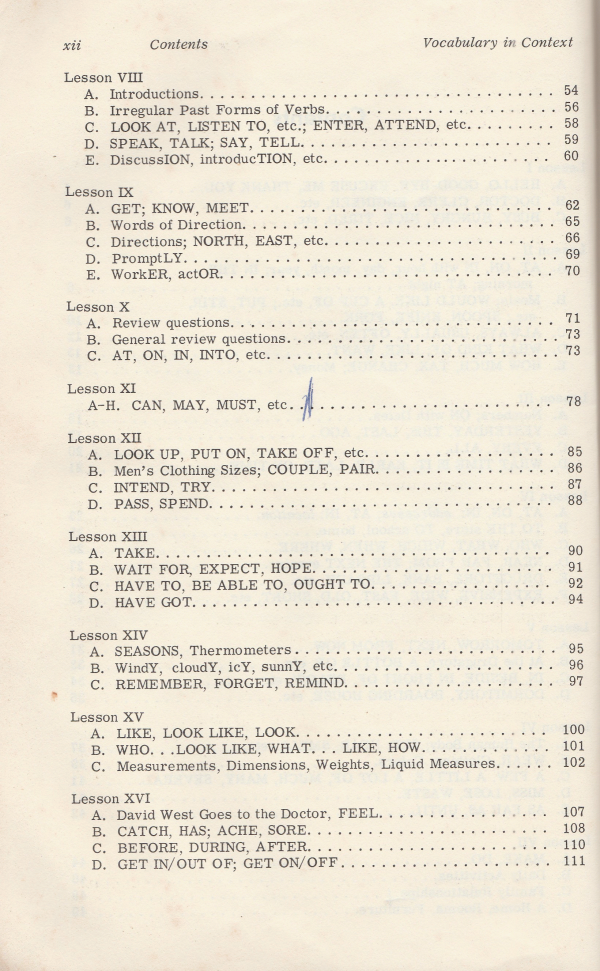 xii Contents Vocabulary in Context
Lesson VIII
A. Introductions. . . . . . . . . . . . . . . . . . . . . . . . . . . . . . . . . . . 54
B. Irregular Past Forms of Verbs. . . . . . . . . . . . . . . . . . . . . . . 56
C. LOOK AT, LISTEN TO, etc.; ENTER, ATTEND, etc. . . . . . . . . 58
D. SPEAK, TALK; SAY, TELL. . . . . . . . . . . . . . . . . . . . . . . . . 59
E. DiscussION, introducTION, etc. . . . . . . . . . . . . . . . . . . . . . . 60
Lesson IX
A. GET; KNOW, MEET. . . . . . . . . . . . . . . . . . . . . . . . . . . . . . 62
B. Words of Direction. . . . . . . . . . . . . . . . . . . . . . . . . . . . . . . 65
C. Directions; NORTH, EAST, etc. . . . . . . . . . . . . . . . . . . . . . . 66
D. PromptLY. . . . . . . . . . . . . . . . . . . . . . . . . . . . . . . . . . . . 69
E. WorkER, actOR. . . . . . . . . . . . . . . . . . . . . . . . . . . . . . . . 70
Lesson X
A. Review questions. . . . . . . . . . . . . . . . . . . . . . . . . . . . . . . . 71
B. General review questions. . . . . . . . . . . . . . . . . . . . . . . . . . 73
C. AT, ON, IN, INTO, etc. . . . . . . . . . . . . . . . . . . . . . . . . . . . 73
Lesson XI
A-H. CAN, MAY, MUST, etc. . . . . . . . . . . . . . . . . . . . . . . . . . 78
Lesson XII
A. LOOK UP, PUT ON, TAKE OFF, etc. . . . . . . . . . . . . . . . . . . 85
B. Men's Clothing Sizes; COUPLE, PAIR. . . . . . . . . . . . . . . . . . 86
C. INTEND, TRY. . . . . . . . . . . . . . . . . . . . . . . . . . . . . . . . . 87
D. PASS, SPEND. . . . . . . . . . . . . . . . . . . . . . . . . . . . . . . . . 88
Lesson XIII
A. TAKE. . . . . . . . . . . . . . . . . . . . . . . . . . . . . . . . . . . . . . 90
B. WAIT FOR, EXPECT, HOPE. . . . . . . . . . . . . . . . . . . . . . . . 91
C. HAVE TO, BE ABLE TO, OUGHT TO. . . . . . . . . . . . . . . . . . 92
D. HAVE GOT. . . . . . . . . . . . . . . . . . . . . . . . . . . . . . . . . . . 94
Lesson XIV
A. SEASONS, Thermometers . . . . . . . . . . . . . . . . . . . . . . . . . 95
B. WindY, cloudY, icY, sunnY, etc. . . . . . . . . . . . . . . . . . . . . . 96
C. REMEMBER, FORGET, REMIND. . . . . . . . . . . . . . . . . . . . . 97
Lesson XV
A. LIKE, LOOK LIKE, LOOK. . . . . . . . . . . . . . . . . . . . . . . . . 100
B. WHO. . .LOOK LIKE, WHAT. . . LIKE, HOW. . . . . . . . . . . . . 101
C. Measurements, Dimensions, Weights, Liquid Measures. . . . . . 102
Lesson XVI
A. David West Goes to the Doctor, FEEL. . . . . . . . . . . . . . . . . 107
B. CATCH, HAS; ACHE, SORE. . . . . . . . . . . . . . . . . . . . . . . . 108
C. BEFORE, DURING, AFTER. . . . . . . . . . . . . . . . . . . . . . . . 110
D. GET IN/OUT OF; GET ON/OFF. . . . . . . . . . . . . . . . . . . . . 111